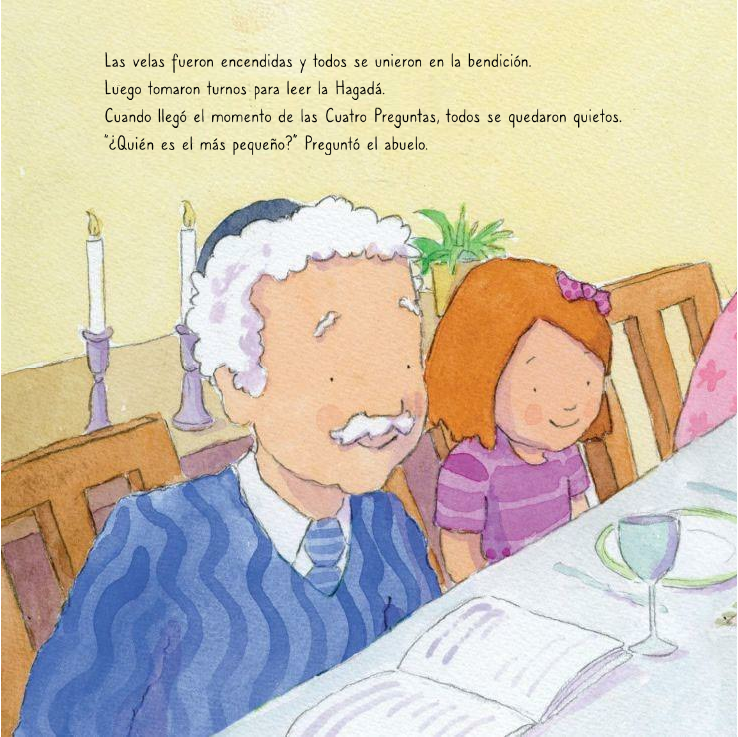 Las velas fueron encendidas y todos se unieron en la bendición.
Luego tomaron turnos para leer la Hagadá.
Cuando llegó el momento de las Cuatro Preguntas, todos se quedaron quietos.
"¿Quién es el más pequeño?" Preguntó el abuelo.